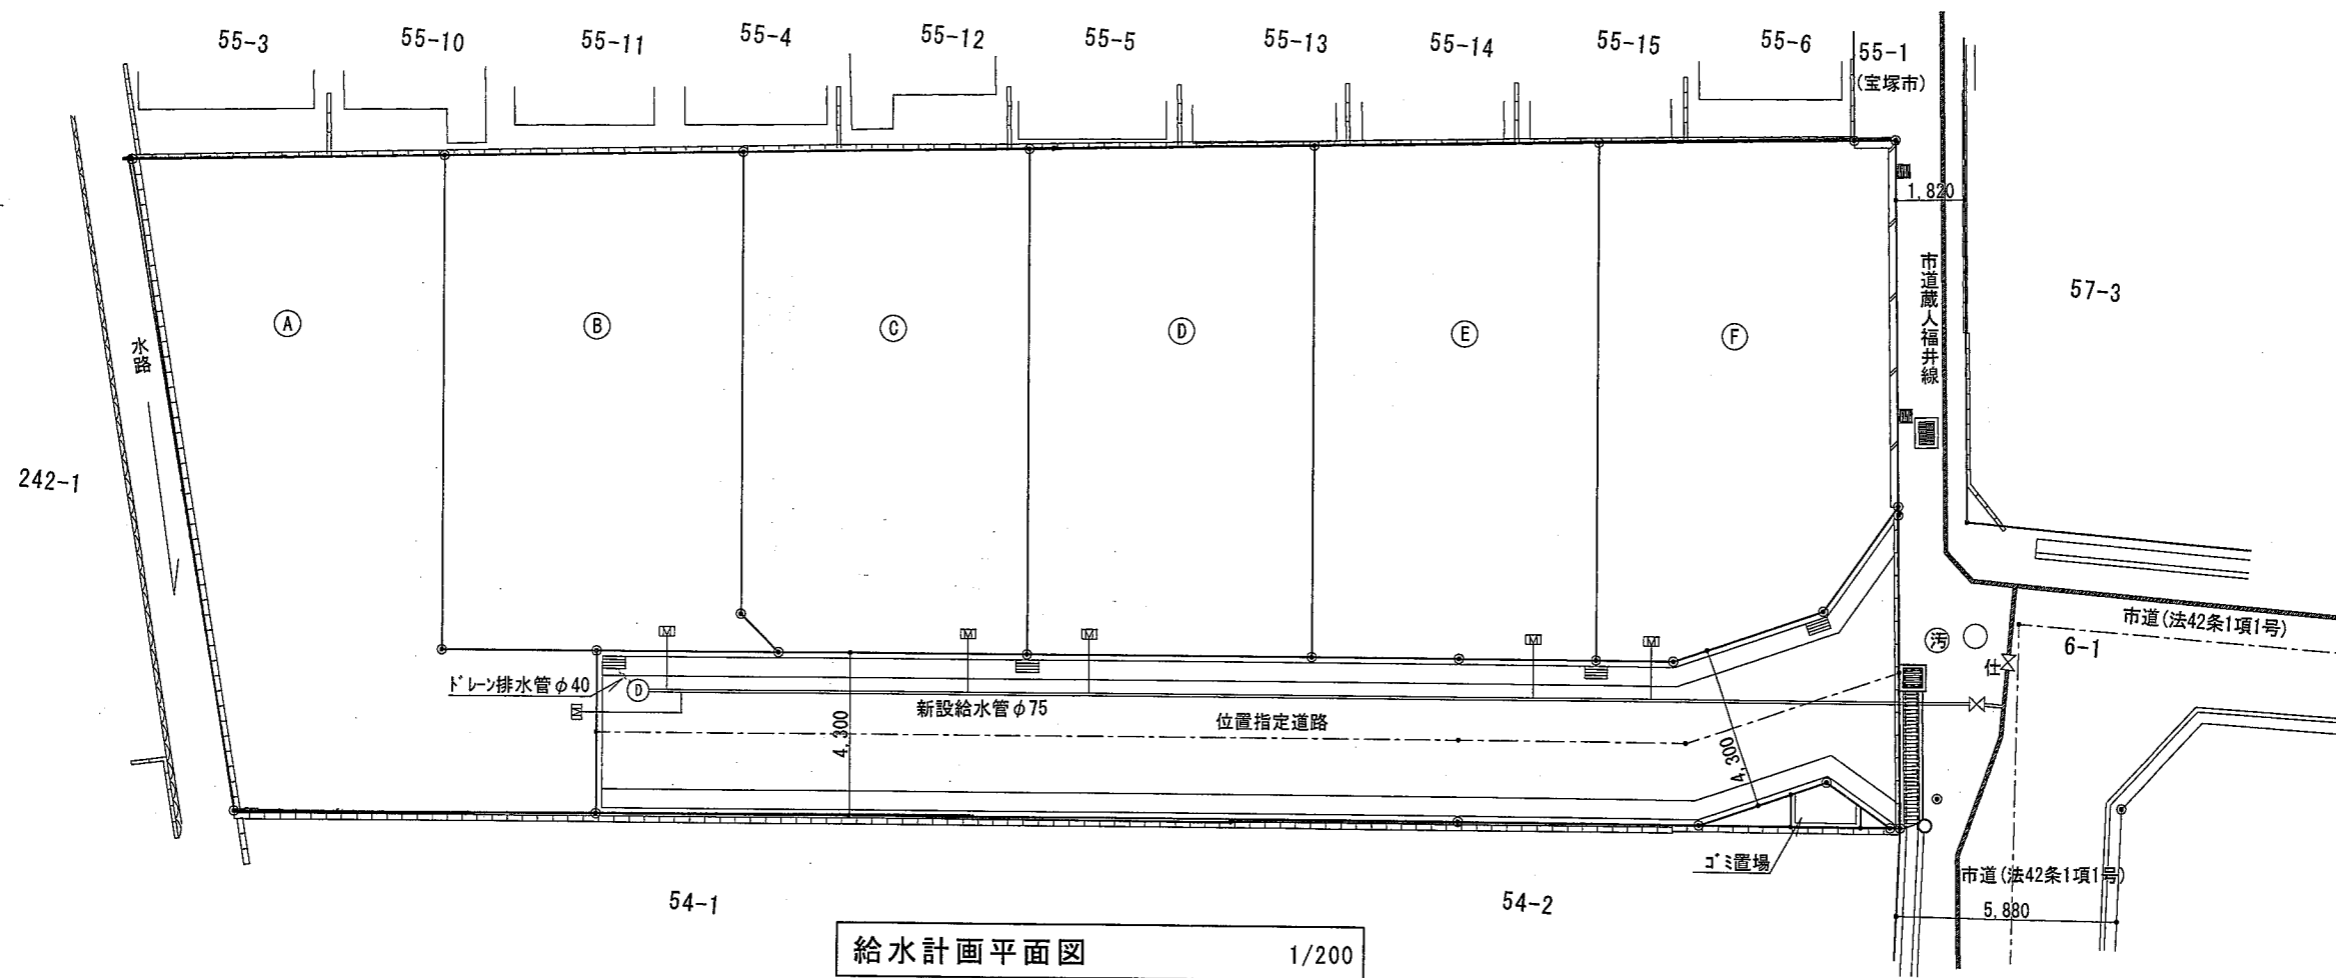 55-3
55-10
55-11
55-4
55-12
55-5
55-13
55-14
55-15
55-6
55-1
(宝塚市)
1,820
市道蔵人福井線
57-3
水路
Ⓐ
Ⓑ
Ⓒ
Ⓓ
Ⓔ
Ⓕ
242-1
M
M
M
M
M
M
ドレーン排水管φ40
Ⓓ
新設給水管φ75
位置指定道路
4,300
4,300
汚
仕
市道(法42条1項1号)
6-1
ゴミ置場
市道(法42条1項1号)
5,880
54-1
54-2
給水計画平面図 1/200